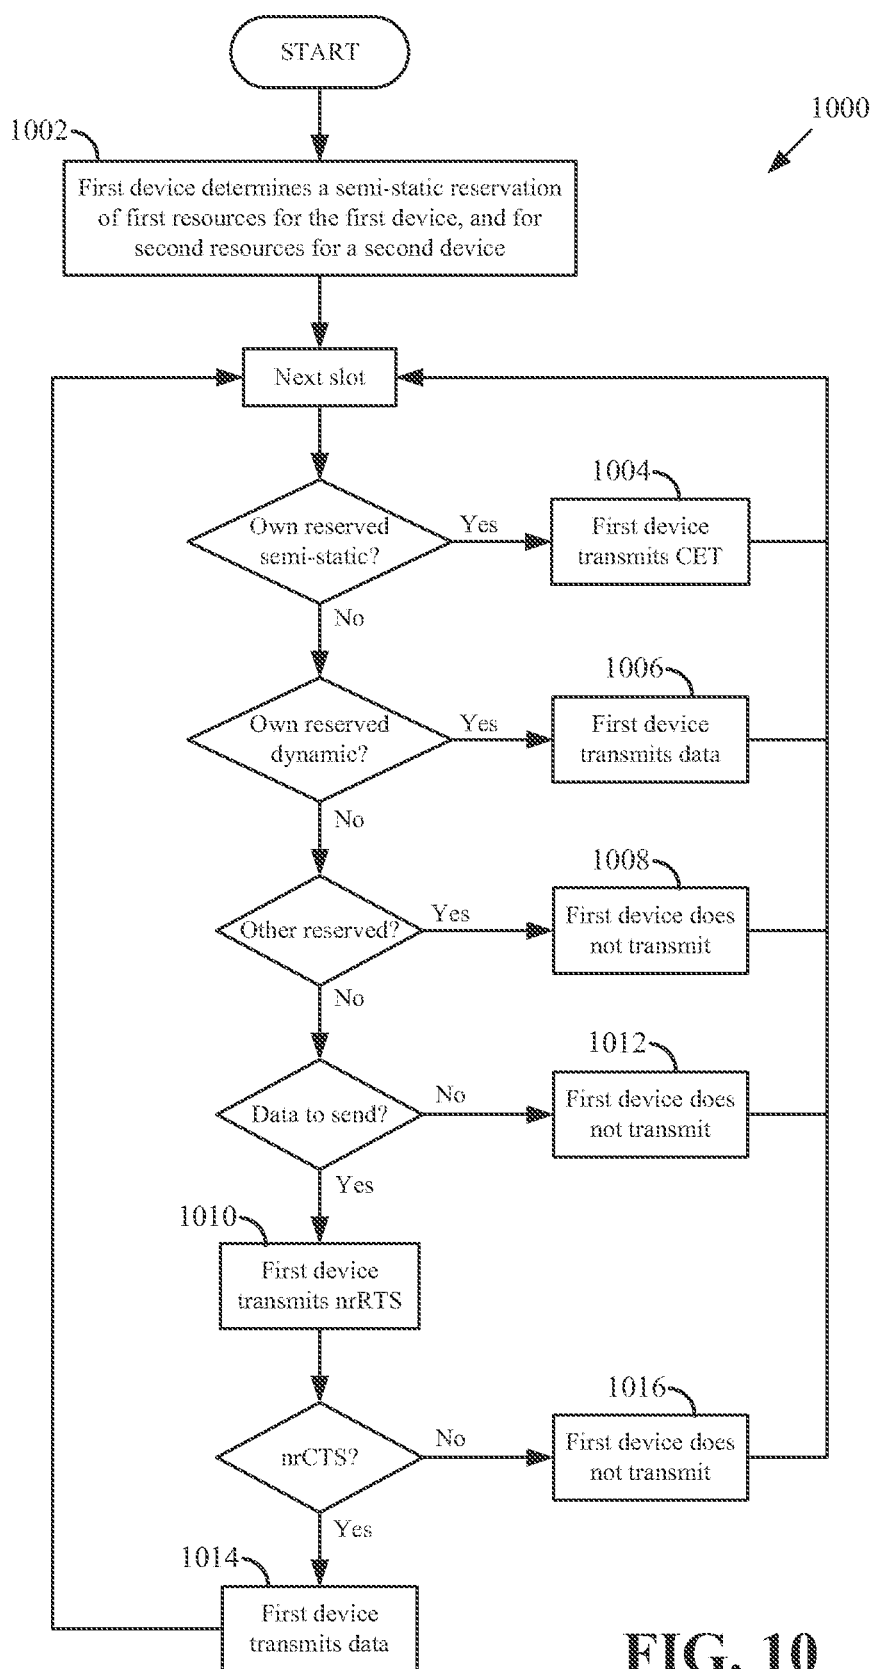 START
1000
1002
First device determines a semi-static reservation
of first resources for the first device, and for
second resources for a second device
Next slot
1004
Own reserved
semi-static?
Yes
First device
transmits CET
No
1006
Own reserved
dynamic?
Yes
First device
transmits data
No
1008
Other reserved?
Yes
First device does
not transmit
No
1012
Data to send?
No
First device does
not transmit
Yes
1010
First device
transmits nrRTS
1016
nrCTS?
No
First device does
not transmit
Yes
1014
First device
transmits data
FIG. 10